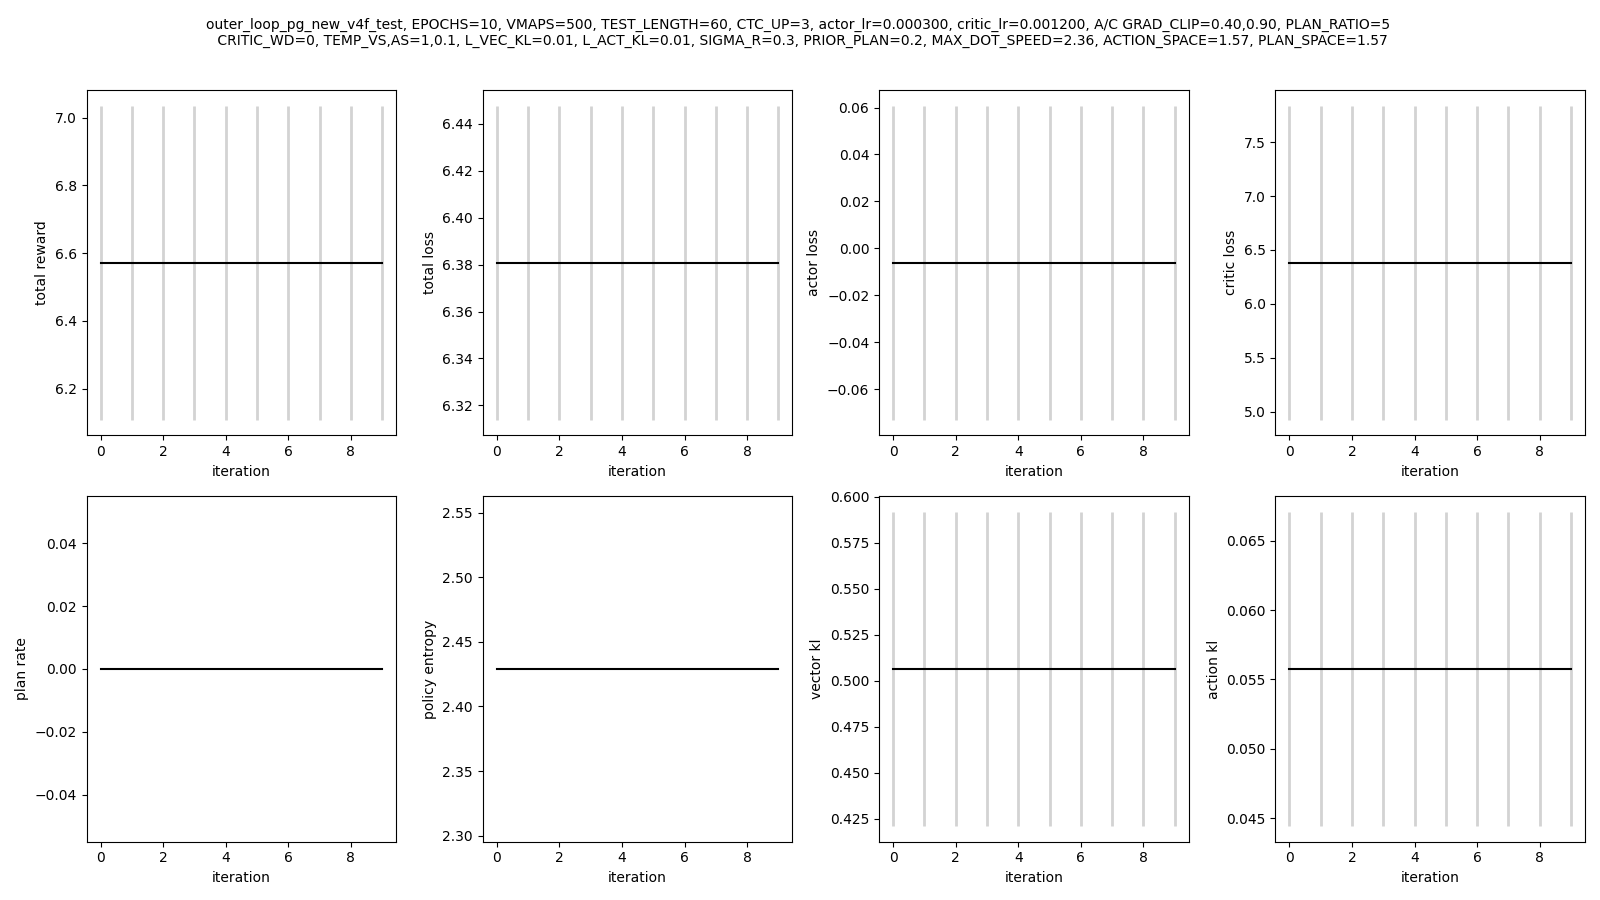 outer_loop_pg_new_v4f_test, EPOCHS=10, VMAPS=500, TEST_LENGTH=60, CTC_UP=3, actor_lr=0.000300, critic_lr=0.001200, A/C GRAD_CLIP=0.40,0.90, PLAN_RATIO=5
CRITIC_WD=0, TEMP_VS,AS=1,0.1, L_VEC_KL=0.01, L_ACT_KL=0.01, SIGMA_R=0.3, PRIOR_PLAN=0.2, MAX_DOT_SPEED=2.36, ACTION_SPACE=1.57, PLAN_SPACE=1.57
total reward
7.0
6.8
6.6
6.4
6.2
0 2 4 6 8
iteration
total loss
6.44
6.42
6.40
6.38
6.36
6.34
6.32
0 2 4 6 8
iteration
actor loss
0.06
0.04
0.02
0.00
−0.02
−0.04
−0.06
0 2 4 6 8
iteration
critic loss
7.5
7.0
6.5
6.0
5.5
5.0
0 2 4 6 8
iteration
plan rate
0.04
0.02
0.00
−0.02
−0.04
0 2 4 6 8
iteration
policy entropy
2.55
2.50
2.45
2.40
2.35
2.30
0 2 4 6 8
iteration
vector kl
0.600
0.575
0.550
0.525
0.500
0.475
0.450
0.425
0 2 4 6 8
iteration
action kl
0.065
0.060
0.055
0.050
0.045
0 2 4 6 8
iteration